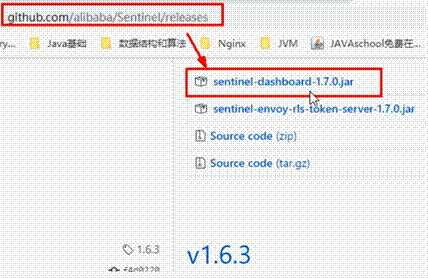 github.com/alibaba/Sentinel/releases
ry... Java基础 数据结构和算法 Nginx JVM JAVAschool免费在...
sentinel-dashboard-1.7.0.jar
sentinel-envoy-rls-token-server-1.7.0.jar
Source code (zip)
Source code (tar.gz)
1.6.3
v1.6.3